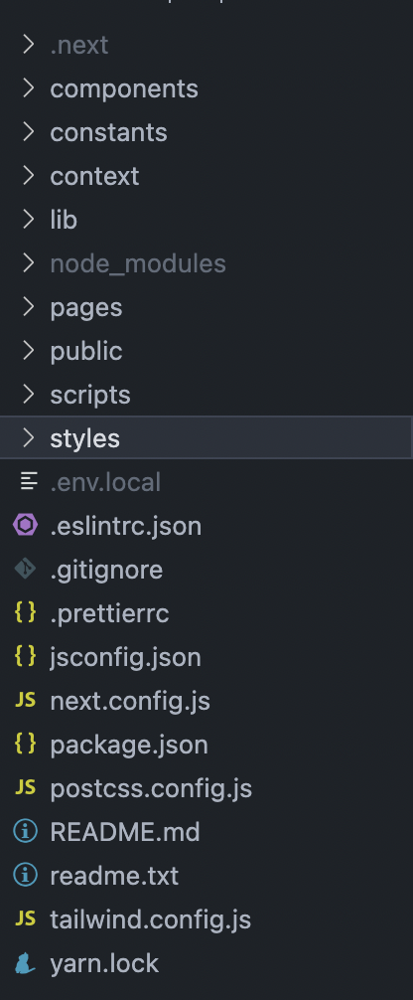 .next
components
constants
context
lib
node_modules
pages
public
scripts
styles
.env.local
.eslintrc.json
.gitignore
{} .prettierrc
{} jsconfig.json
JS next.config.js
{} package.json
JS postcss.config.js
README.md
readme.txt
JS tailwind.config.js
yarn.lock